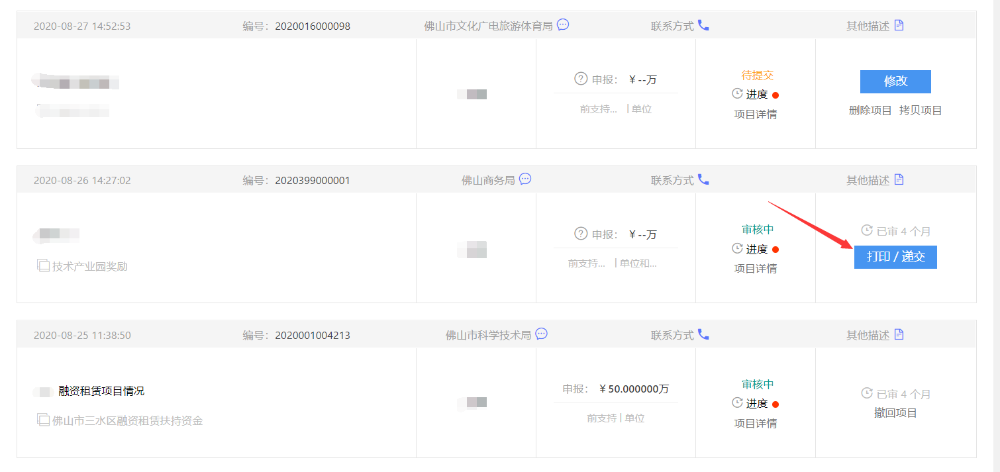 2020-08-27 14:52:53 编号：2020016000098 佛山市文化广电旅游体育局 联系方式 其他描述
申报： ￥--万
前支持... | 单位
待提交
进度
项目详情
修改
删除项目 拷贝项目
2020-08-26 14:27:02 编号：2020399000001 佛山商务局 联系方式 其他描述
技术产业园奖励
申报： ￥--万
前支持... | 单位和...
审核中
进度
项目详情
已审 4 个月
打印 / 递交
2020-08-25 11:38:50 编号：2020001004213 佛山市科学技术局 联系方式 其他描述
融资租赁项目情况
佛山市三水区融资租赁扶持资金
申报： ￥50.000000万
前支持 | 单位
审核中
进度
项目详情
已审 4 个月
撤回项目